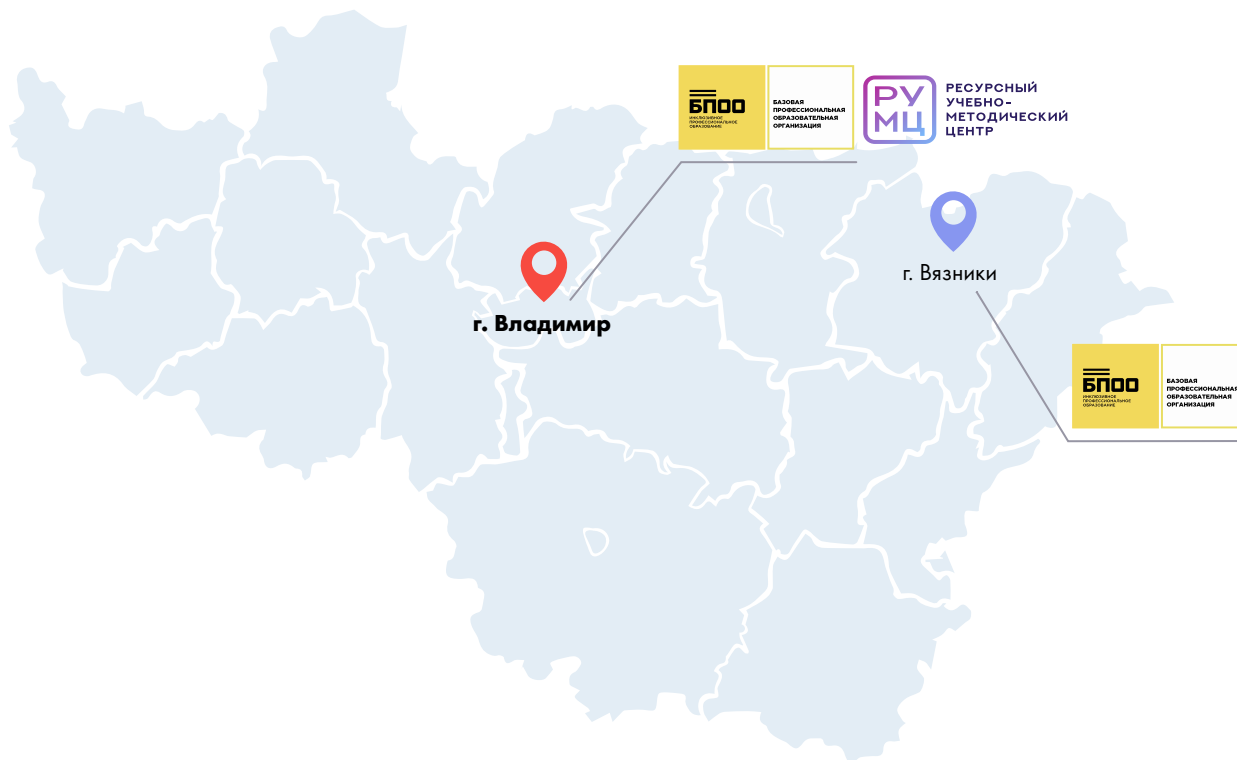 БПОО
ИНКЛЮЗИВНОЕ
ПРОФЕССИОНАЛЬНОЕ
ОБРАЗОВАНИЕ
БАЗОВАЯ
ПРОФЕССИОНАЛЬНАЯ
ОБРАЗОВАТЕЛЬНАЯ
ОРГАНИЗАЦИЯ
РУ
МЦ
РЕСУРСНЫЙ
УЧЕБНО-
МЕТОДИЧЕСКИЙ
ЦЕНТР
г. Вязники
г. Владимир
БПОО
ИНКЛЮЗИВНОЕ
ПРОФЕССИОНАЛЬНОЕ
ОБРАЗОВАНИЕ
БАЗОВАЯ
ПРОФЕССИОНАЛЬНАЯ
ОБРАЗОВАТЕЛЬНАЯ
ОРГАНИЗАЦИЯ